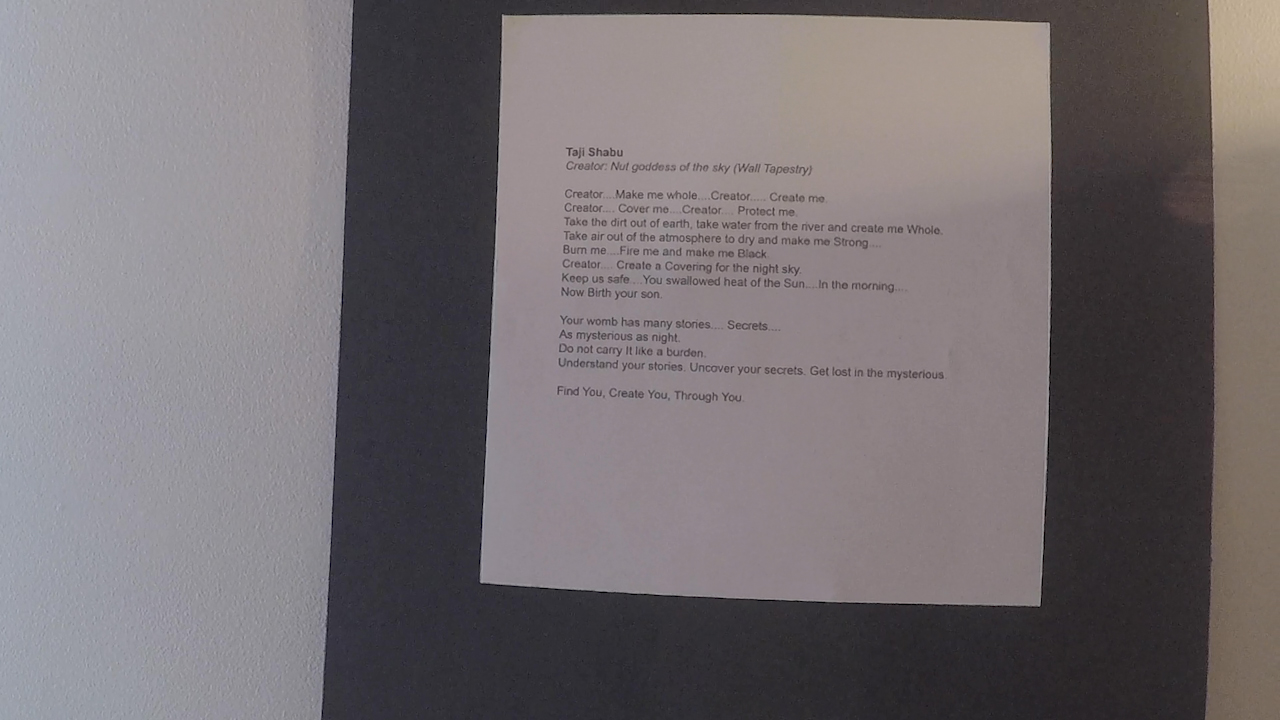 Taji Shabu
Creator: Nut goddess of the sky (Wall Tapestry)
Creator....Make me whole....Creator..... Create me.
Creator.... Cover me....Creator.... Protect me.
Take the dirt out of earth, take water from the river and create me Whole.
Take air out of the atmosphere to dry and make me Strong....
Burn me....Fire me and make me Black.
Creator.... Create a Covering for the night sky.
Keep us safe....You swallowed heat of the Sun....In the morning....
Now Birth your son.
Your womb has many stories.... Secrets....
As mysterious as night.
Do not carry It like a burden.
Understand your stories. Uncover your secrets. Get lost in the mysterious.
Find You, Create You, Through You.